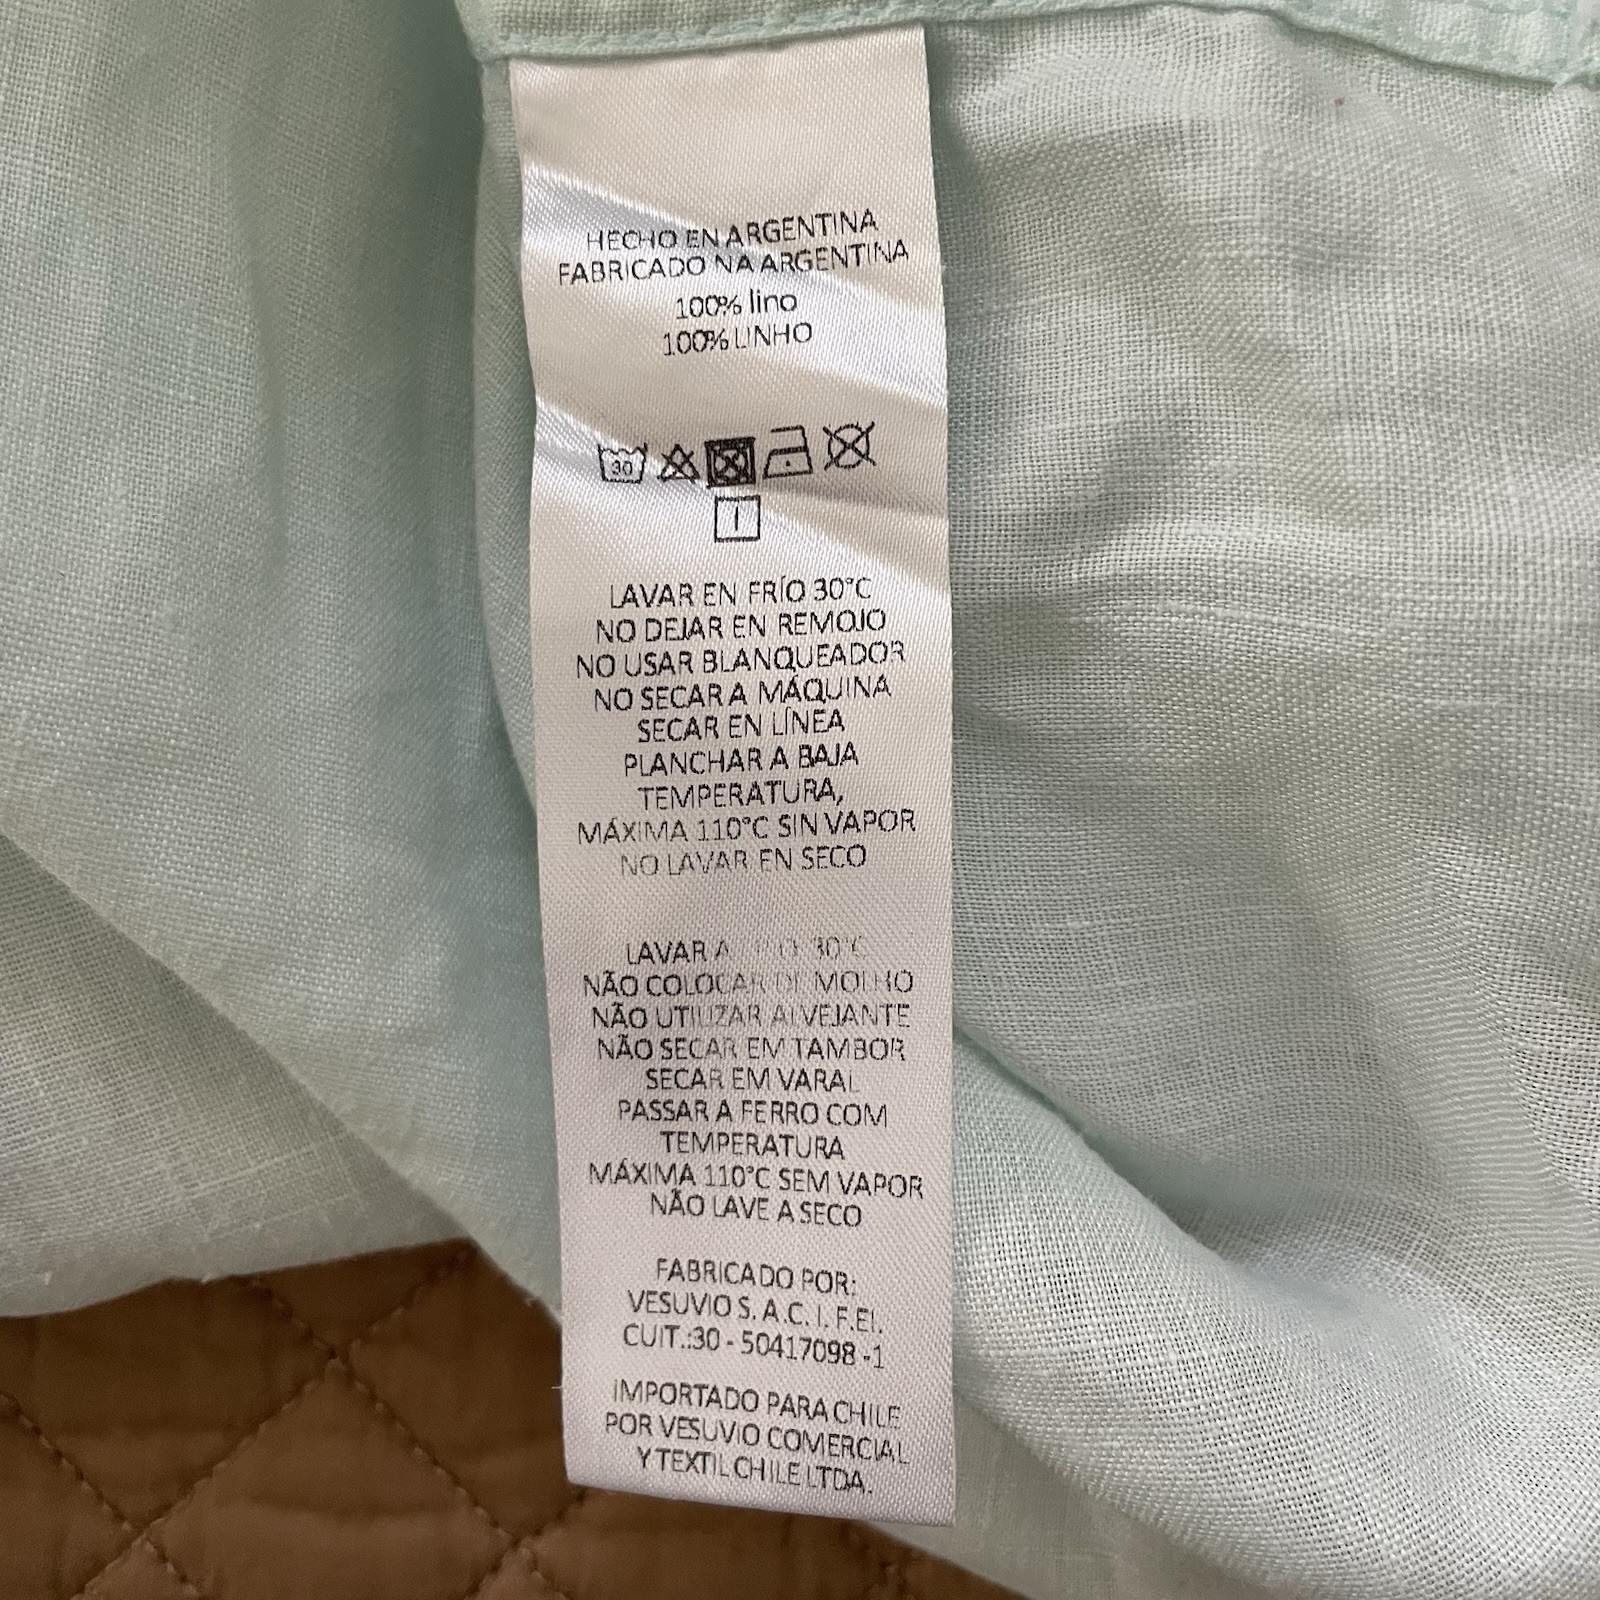 HECHO EN ARGENTINA
FABRICADO NA ARGENTINA
100% lino
100% LINHO
30
LAVAR EN FRÍO 30°C
NO DEJAR EN REMOJO
NO USAR BLANQUEADOR
NO SECAR A MÁQUINA
SECAR EN LÍNEA
PLANCHAR A BAJA
TEMPERATURA,
MÁXIMA 110°C SIN VAPOR
NO LAVAR EN SECO
LAVAR A 30°C
NÃO COLOCAR DE MOLHO
NÃO UTILIZAR ALVEJANTE
NÃO SECAR EM TAMBOR
SECAR EM VARAL
PASSAR A FERRO COM
TEMPERATURA
MÁXIMA 110°C SEM VAPOR
NÃO LAVE A SECO
FABRICADO POR:
VESUVIO S. A.C. I. F.EI.
CUIT.:30 - 50417098 -1
IMPORTADO PARA CHILE
POR VESUVIO COMERCIAL
Y TEXTIL CHILE LTDA.